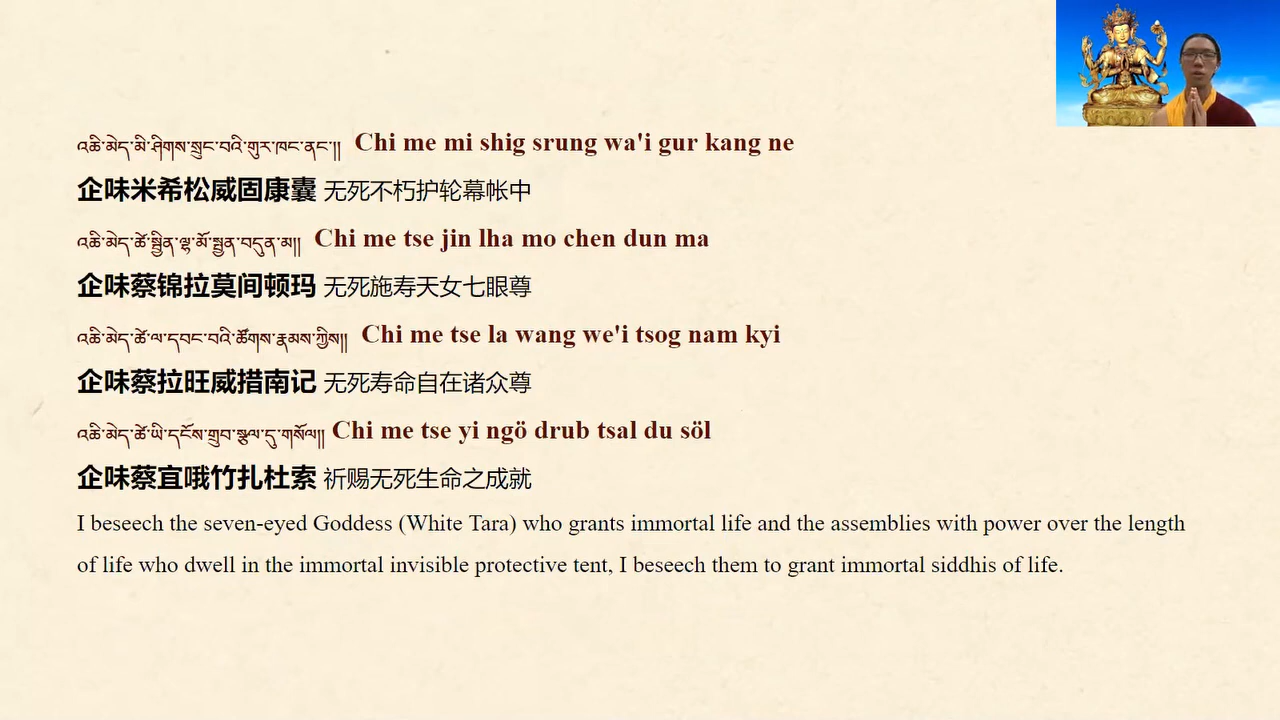 འཆི་མེད་མི་ཤིགས་སྲུང་བའི་གུར་ཁང་ནང་།། Chi me mi shig srung wa'i gur kang ne
企味米希松威固康囊 无死不朽护轮幕帐中
འཆི་མེད་ཚེ་སྦྱིན་ལྷ་མོ་སྤྱན་བདུན་མ།། Chi me tse jin lha mo chen dun ma
企味蔡锦拉莫间顿玛 无死施寿天女七眼尊
འཆི་མེད་ཚེ་ལ་དབང་བའི་ཚོགས་རྣམས་ཀྱིས།། Chi me tse la wang we'i tsog nam kyi
企味蔡拉旺威措南记 无死寿命自在诸众尊
འཆི་མེད་ཚེ་ཡི་དངོས་གྲུབ་སྩལ་དུ་གསོལ།། Chi me tse yi ngö drub tsal du söl
企味蔡宜哦竹扎杜索 祈赐无死生命之成就
I beseech the seven-eyed Goddess (White Tara) who grants immortal life and the assemblies with power over the length
of life who dwell in the immortal invisible protective tent, I beseech them to grant immortal siddhis of life.